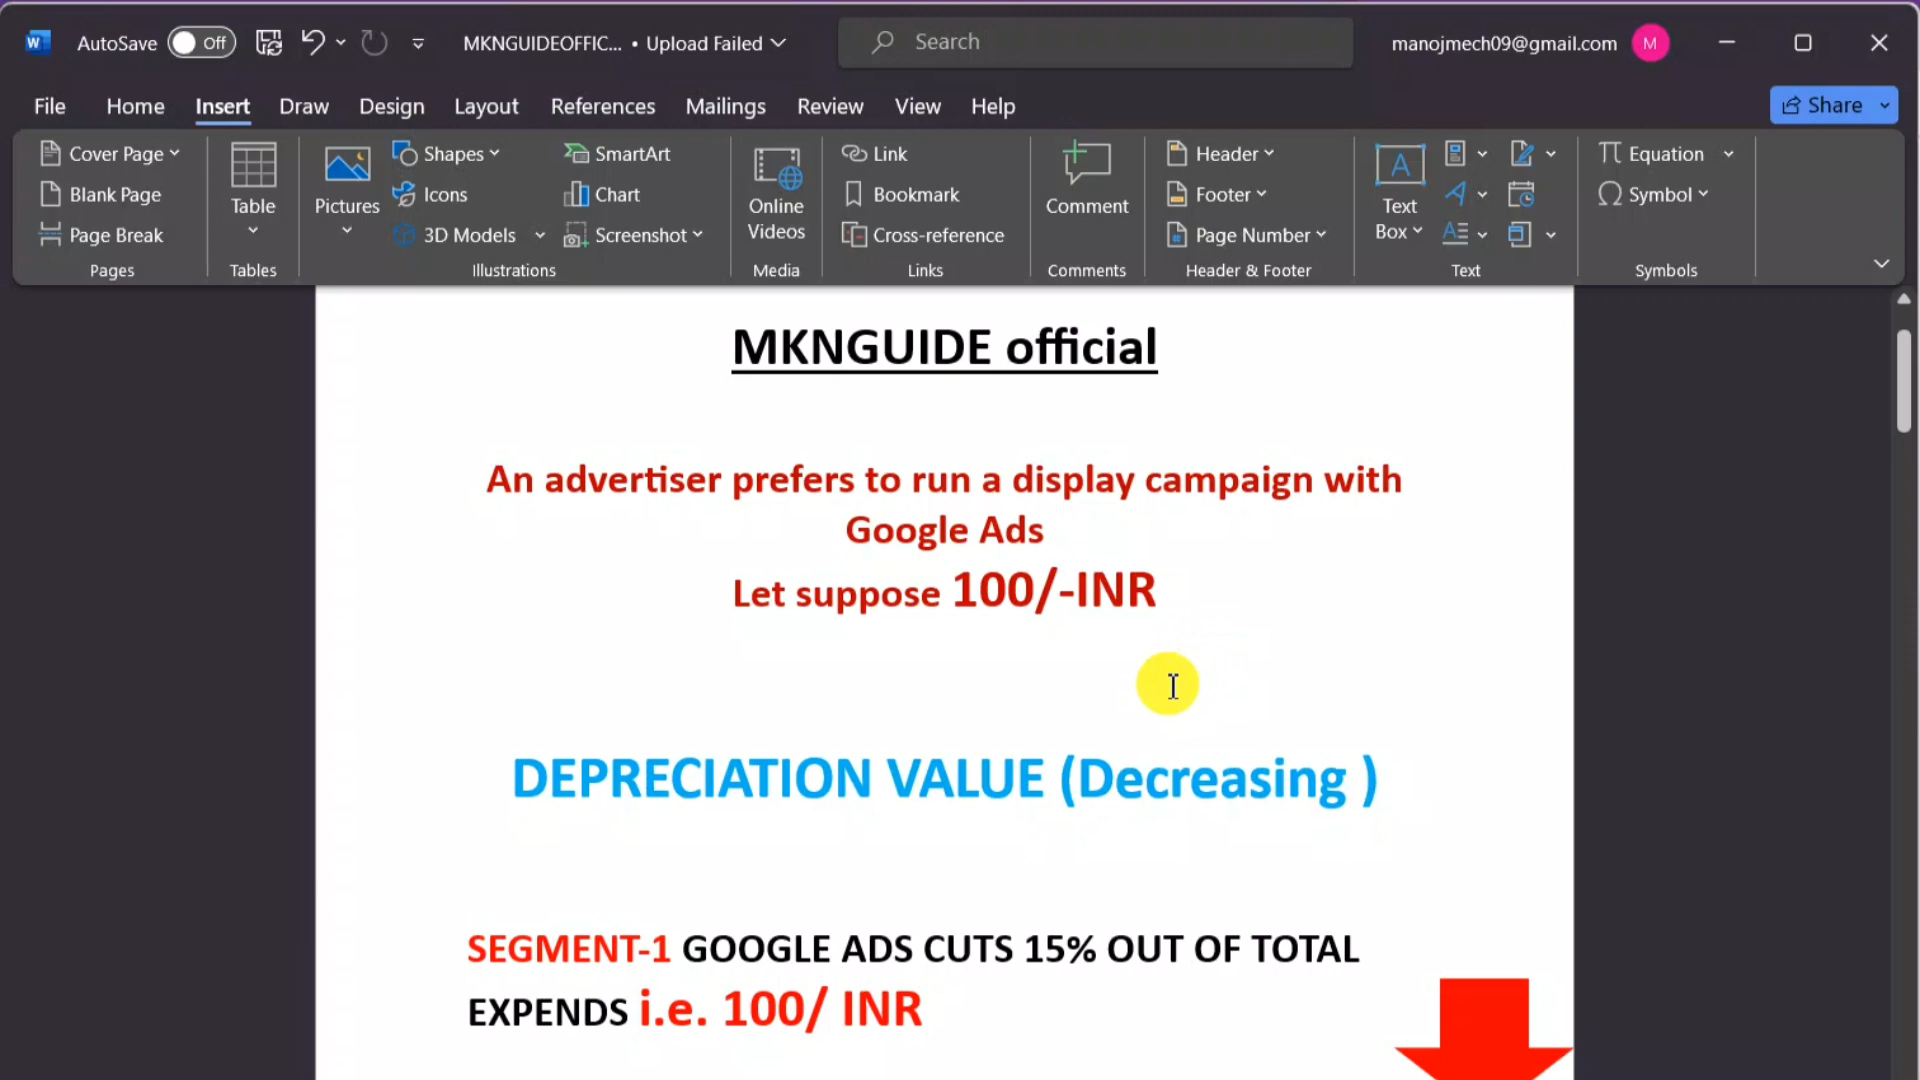 W AutoSave Off MKNGUIDEOFFIC... • Upload Failed Search manojmech09@gmail.com M
File Home Insert Draw Design Layout References Mailings Review View Help Share
Cover Page
Blank Page
Page Break
Pages
Table
Tables
Pictures
Shapes
Icons
3D Models
SmartArt
Chart
Screenshot
Illustrations
Online
Videos
Media
Link
Bookmark
Cross-reference
Links
Comment
Comments
Header
Footer
Page Number
Header & Footer
A
Text
Box
Text
Equation
Symbol
Symbols
MKNGUIDE official
An advertiser prefers to run a display campaign with
Google Ads
Let suppose 100/-INR
DEPRECIATION VALUE (Decreasing )
SEGMENT-1 GOOGLE ADS CUTS 15% OUT OF TOTAL
EXPENDS i.e. 100/ INR